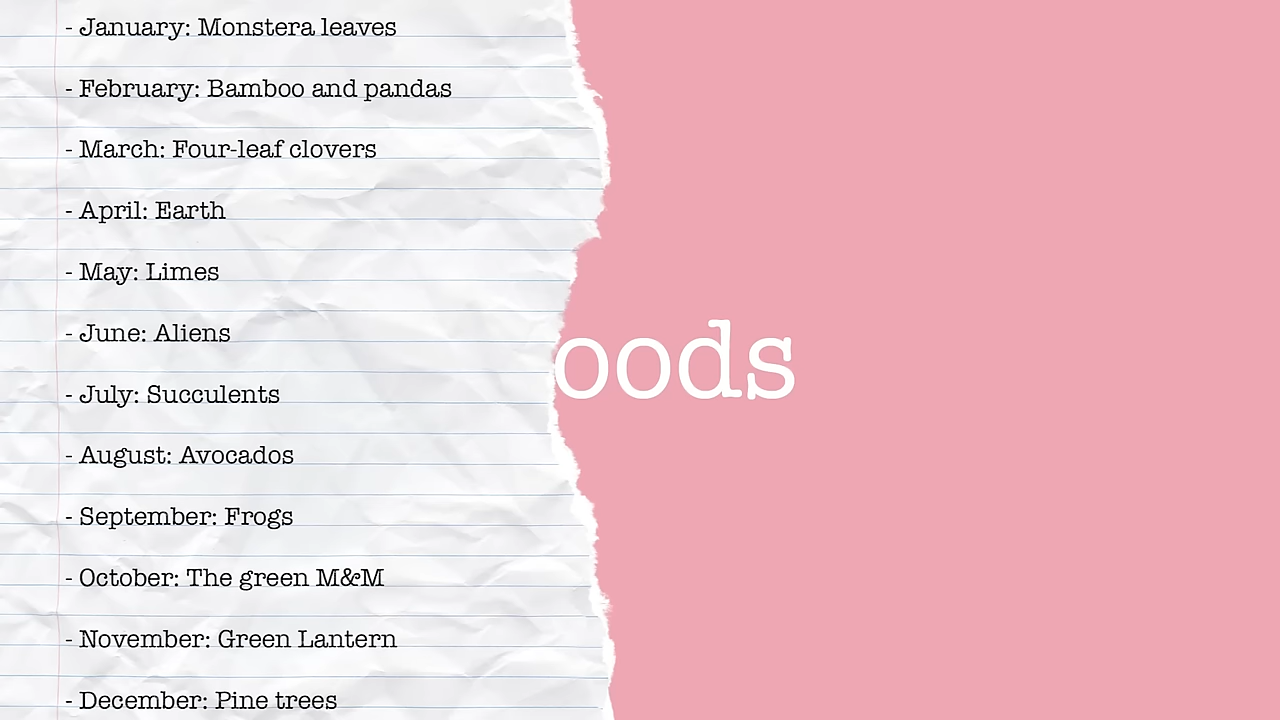 - January: Monstera leaves
- February: Bamboo and pandas
- March: Four-leaf clovers
- April: Earth
- May: Limes
- June: Aliens
- July: Succulents
- August: Avocados
- September: Frogs
- October: The green M&M
- November: Green Lantern
- December: Pine trees
oods